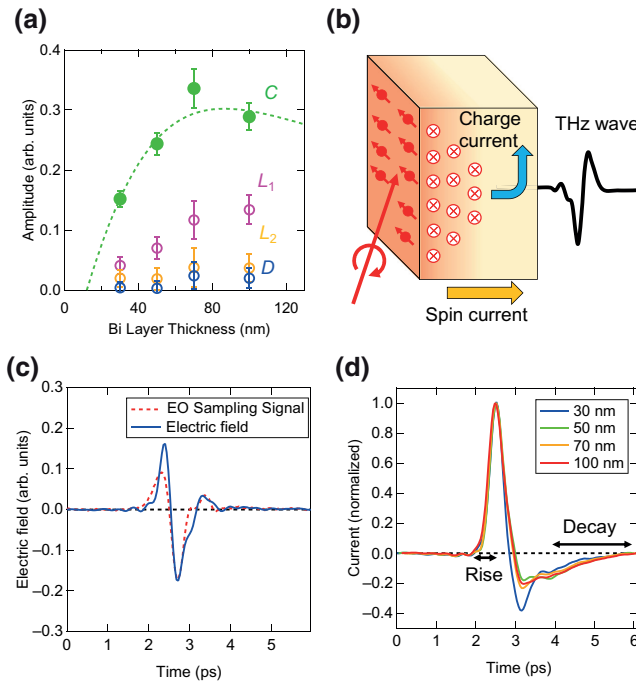 (a)
0.4
0.3
0.2
0.1
0.0
Amplitude (arb. units)
C
L1
L2
D
0
40
80
120
Bi Layer Thickness (nm)
(b)
Charge
current
THz wave
Spin current
(c)
0.3
0.2
0.1
0.0
−0.1
−0.2
−0.3
Electric field (arb. units)
EO Sampling Signal
Electric field
0
1
2
3
4
5
Time (ps)
(d)
1.0
0.8
0.6
0.4
0.2
0.0
−0.2
−0.4
Current (normalized)
30 nm
50 nm
70 nm
100 nm
Decay
Rise
0
1
2
3
4
5
6
Time (ps)